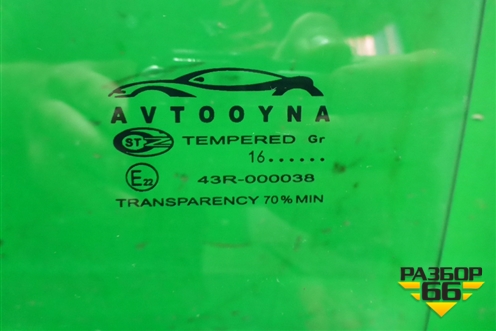 AVTOOYNA
ST TEMPERED Gr
16......
E22 43R-000038
TRANSPARENCY 70%MIN
РАЗБОР
66